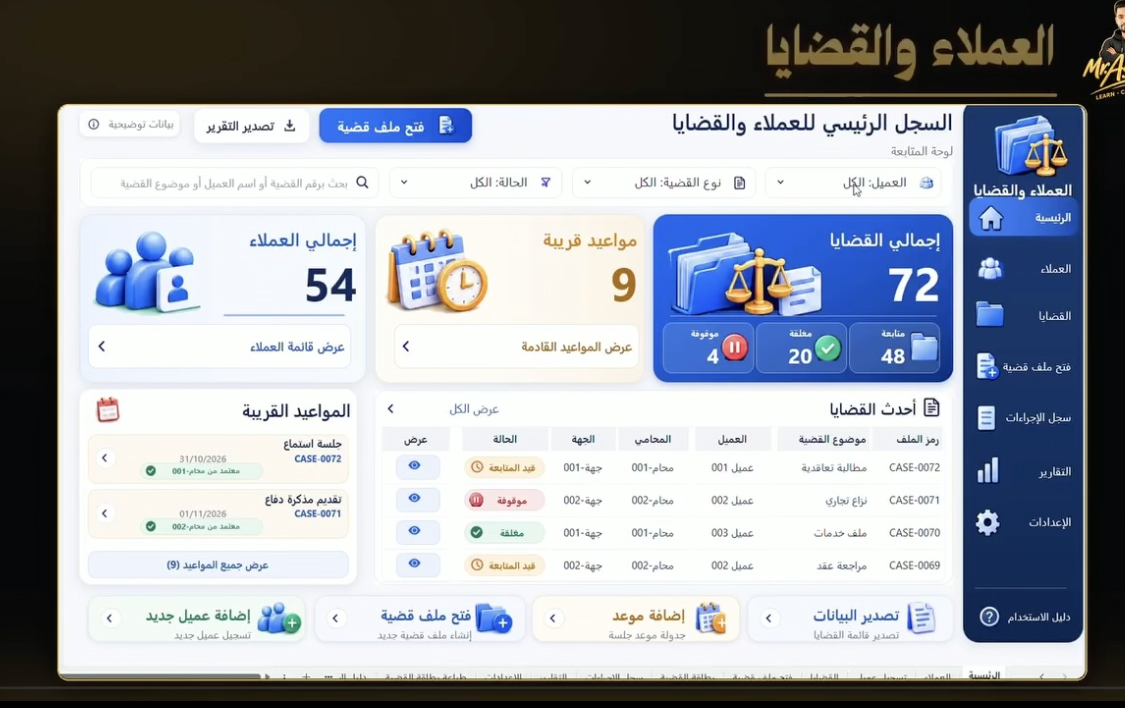 العملاء والقضايا
السجل الرئيسي للعملاء والقضايا
لوحة المتابعة
فتح ملف قضية
تصدير التقرير
بيانات توضيحية
العميل: الكل
نوع القضية: الكل
الحالة: الكل
بحث برقم القضية أو اسم العميل أو موضوع القضية
العملاء والقضايا
الرئيسية
العملاء
القضايا
فتح ملف قضية
سجل الإجراءات
التقارير
الإعدادات
دليل الاستخدام
إجمالي القضايا
72
متابعة
48
مغلقة
20
موقوفة
4
مواعيد قريبة
9
عرض المواعيد القادمة
إجمالي العملاء
54
عرض قائمة العملاء
أحدث القضايا
عرض الكل
رمز الملف موضوع القضية العميل المحامي الجهة الحالة عرض
CASE-0072 مطالبة تعاقدية عميل 001 محام-001 جهة-001 قيد المتابعة
CASE-0071 نزاع تجاري عميل 002 محام-002 جهة-002 موقوفة
CASE-0070 ملف خدمات عميل 003 محام-001 جهة-001 مغلقة
CASE-0069 مراجعة عقد عميل 002 محام-002 جهة-002 قيد المتابعة
المواعيد القريبة
جلسة استماع
CASE-0072
31/10/2026
معتمد من محام-001
تقديم مذكرة دفاع
CASE-0071
01/11/2026
معتمد من محام-002
عرض جميع المواعيد (9)
تصدير البيانات
تصدير قائمة القضايا
إضافة موعد
جدولة موعد جلسة
فتح ملف قضية
إنشاء ملف قضية جديد
إضافة عميل جديد
تسجيل عميل جديد
الرئيسية